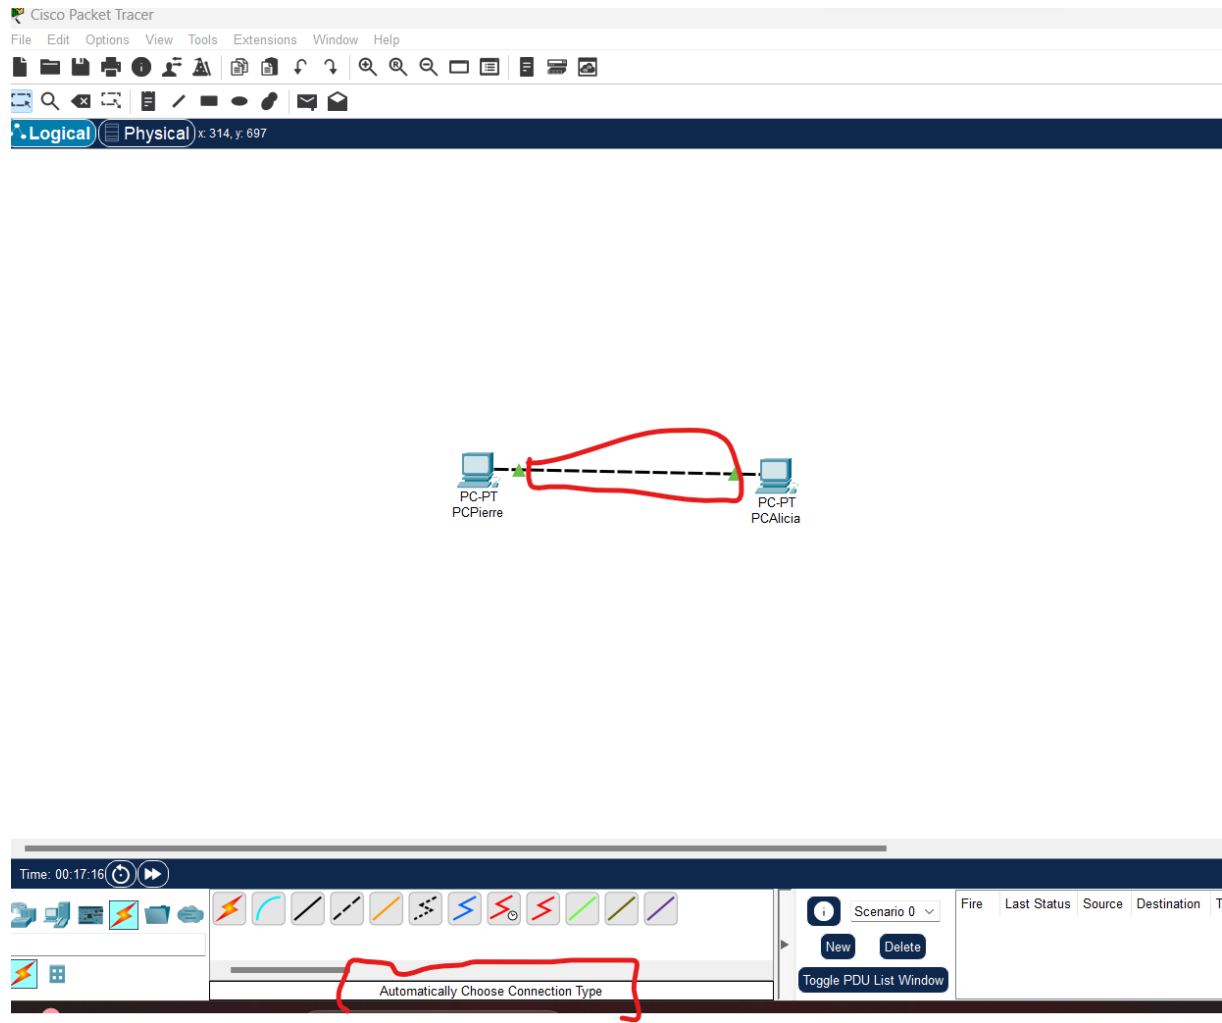 Cisco Packet Tracer
File Edit Options View Tools Extensions Window Help
Logical Physical x: 314, y: 697
PC-PT
PCPierre
PC-PT
PCAlicia
Time: 00:17:16
Scenario 0
New Delete
Toggle PDU List Window
Fire Last Status Source Destination T
Automatically Choose Connection Type